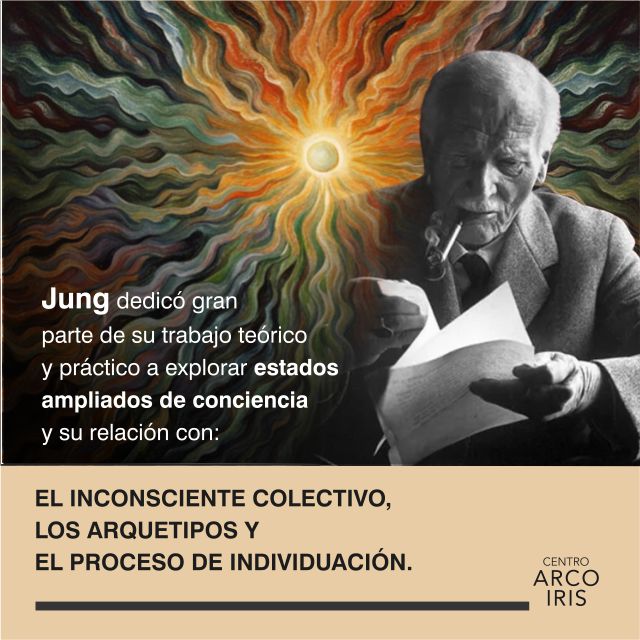 Jung dedicó gran
parte de su trabajo teórico
y práctico a explorar estados
ampliados de conciencia
y su relación con:
EL INCONSCIENTE COLECTIVO,
LOS ARQUETIPOS Y
EL PROCESO DE INDIVIDUACIÓN.
CENTRO
ARCO
IRIS